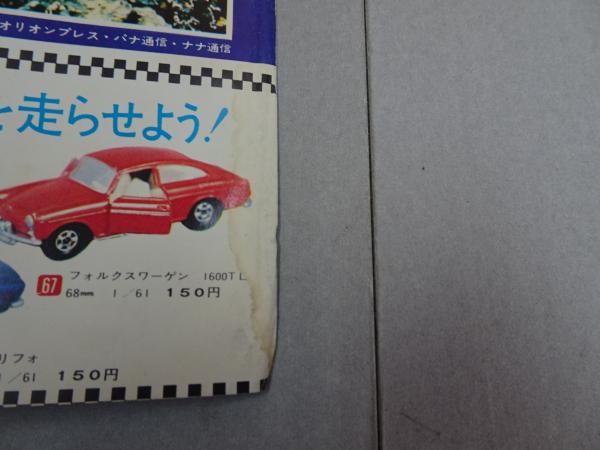 オリオンプレス・バナ通信・ナナ通信
走らせよう!
67 フォルクスワーゲン 1600TL
68mm 1/61 150円
リフォ
1/61 150円